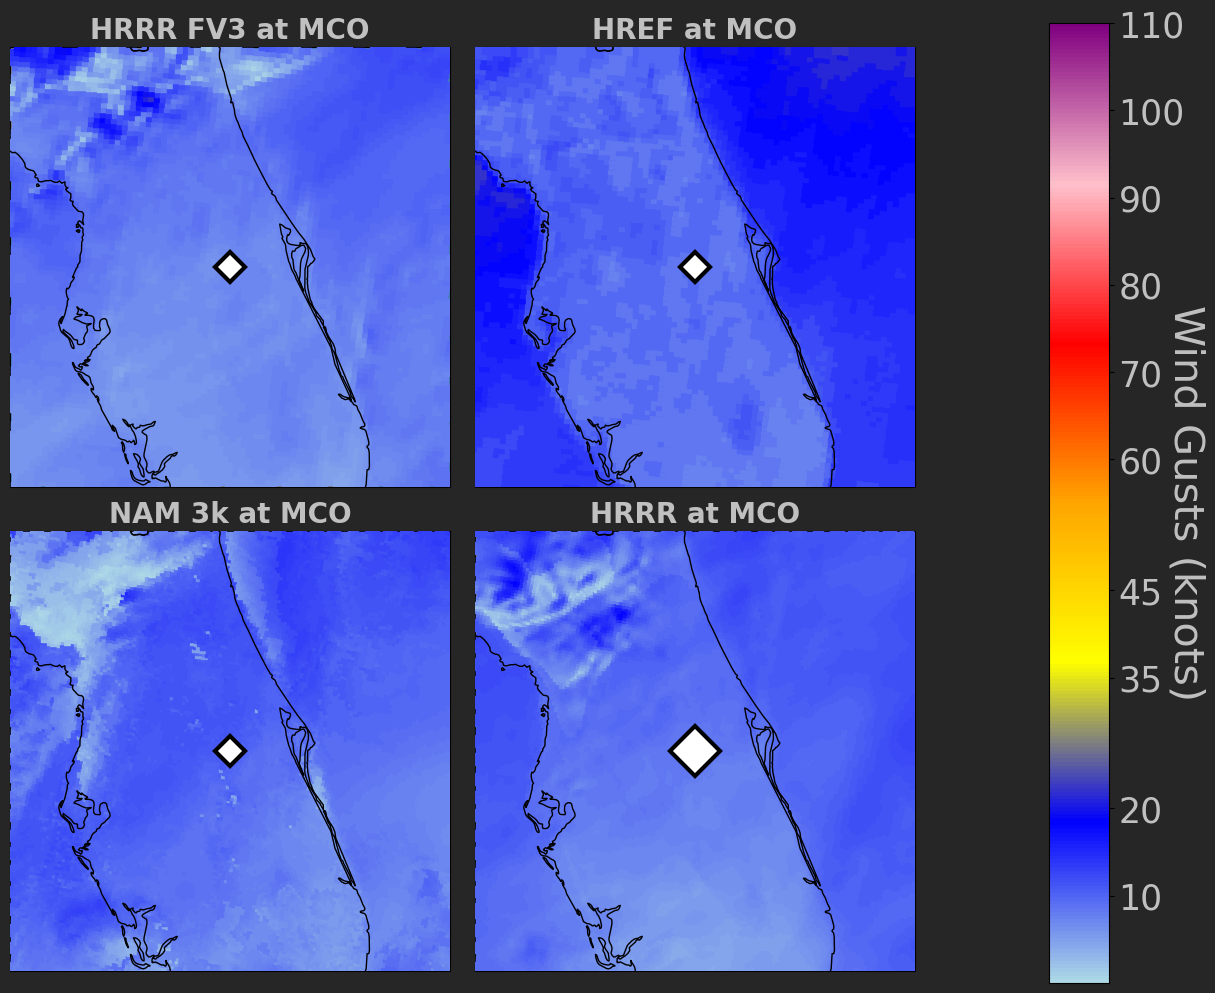 HRRR FV3 at MCO
HREF at MCO
NAM 3k at MCO
HRRR at MCO
110
100
90
80
70
60
45
35
20
10
Wind Gusts (knots)